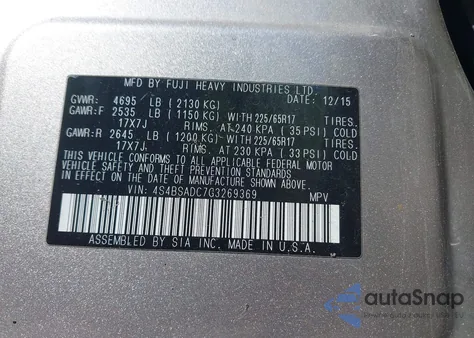 MFD BY FUJI HEAVY INDUSTRIES LTD.
GVWR: 4695 LB (2130 KG) DATE: 12/15
GAWR:F 2535 LB (1150 KG) WITH 225/65R17 TIRES.
17X7J RIMS. AT 240 KPA (35 PSI) COLD
GAWR:R 2645 LB (1200 KG) WITH 225/65R17 TIRES.
17X7J RIMS. AT 230 KPA (33 PSI) COLD
THIS VEHICLE CONFORMS TO ALL APPLICABLE FEDERAL MOTOR
VEHICLE SAFETY AND THEFT PREVENTION STANDARDS
IN EFFECT ON THE DATE OF MANUFACTURE SHOWN ABOVE.
VIN: 4S4BSADC7G3269369 MPV
ASSEMBLED BY SIA INC. MADE IN U.S.A.
autoSnap